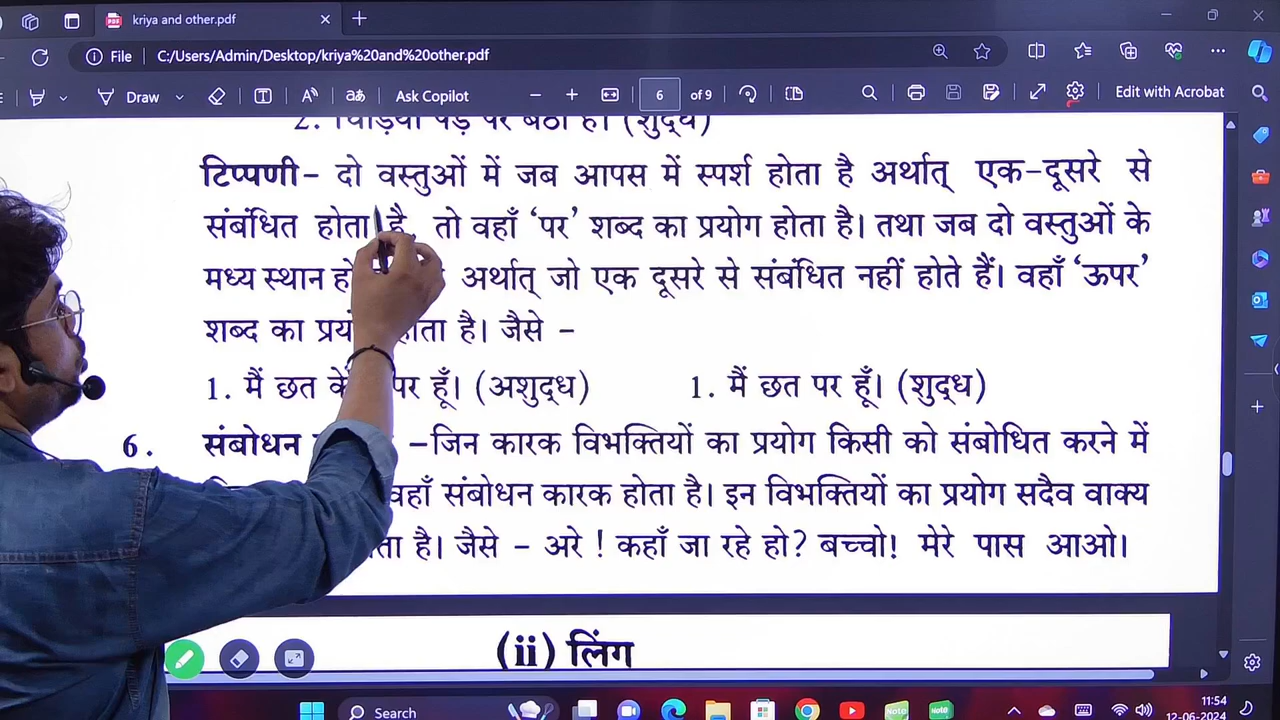 kriya and other.pdf
File C:/Users/Admin/Desktop/kriya%20and%20other.pdf
Draw Ask Copilot 6 of 9 Edit with Acrobat
2. पर (शुद्ध)
टिप्पणी– दो वस्तुओं में जब आपस में स्पर्श होता है अर्थात् एक-दूसरे से
संबंधित होता है, तो वहाँ ‘पर’ शब्द का प्रयोग होता है। तथा जब दो वस्तुओं के
मध्य स्थान अर्थात् जो एक दूसरे से संबंधित नहीं होते हैं। वहाँ ‘ऊपर’
शब्द का होता है। जैसे –
1. मैं छत के हूँ। (अशुद्ध) 1. मैं छत पर हूँ। (शुद्ध)
6. संबोधन –जिन कारक विभक्तियों का प्रयोग किसी को संबोधित करने में
वहाँ संबोधन कारक होता है। इन विभक्तियों का प्रयोग सदैव वाक्य
है। जैसे – अरे ! कहाँ जा रहे हो? बच्चो! मेरे पास आओ।
(ii) लिंग
Search
11:54
12-06-2024